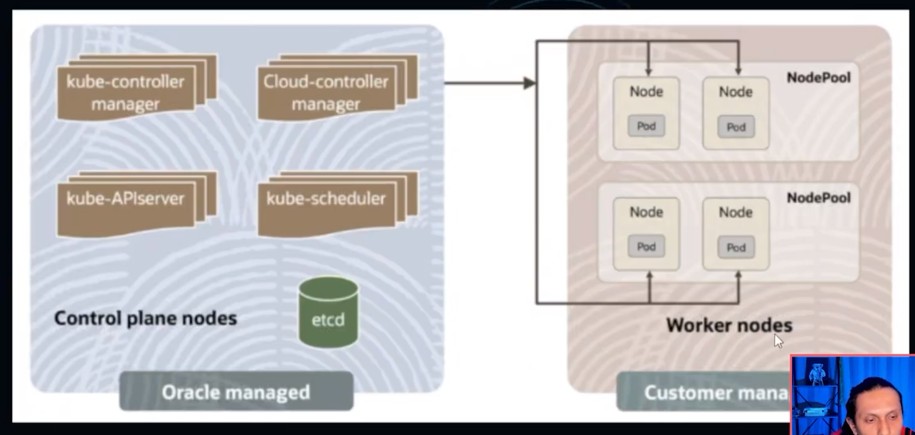 kube-controller
manager
Cloud-controller
manager
kube-APIserver
kube-scheduler
Control plane nodes
etcd
Oracle managed
NodePool
Node
Node
Pod
Pod
NodePool
Node
Node
Pod
Pod
Worker nodes
Customer mana